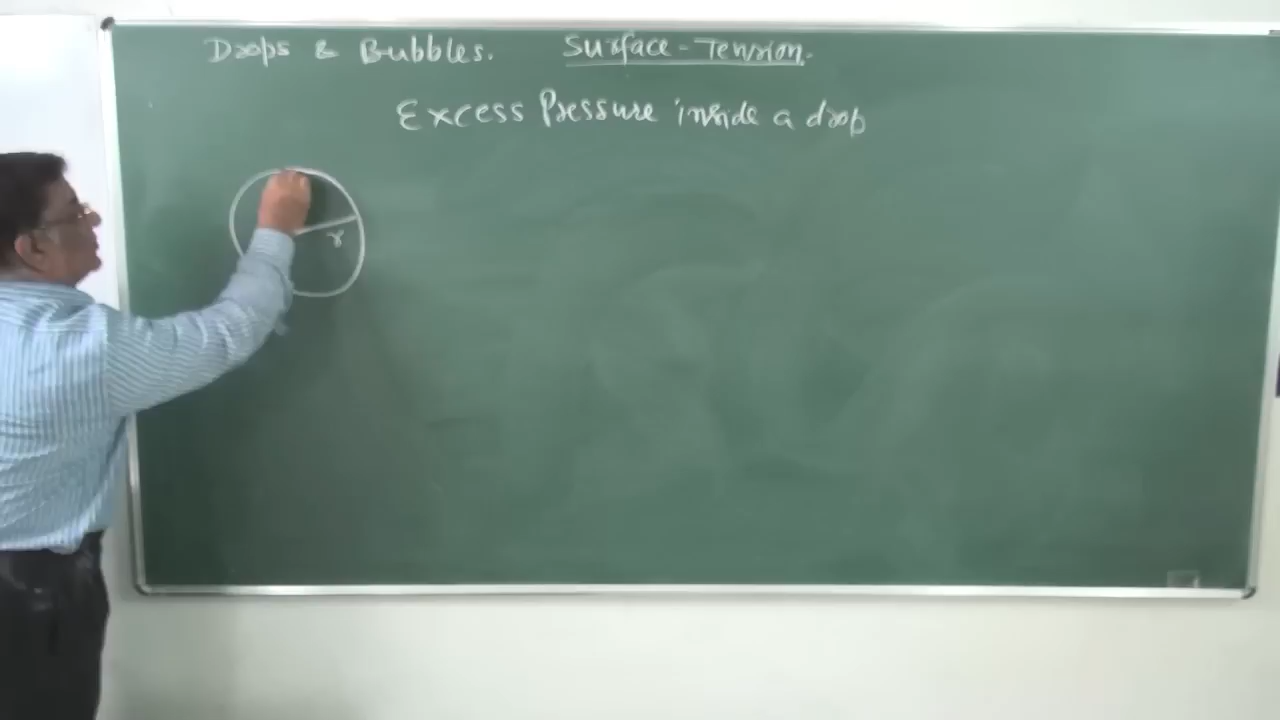 Drops & Bubbles. Surface-Tension.
Excess Pressure inside a drop
r